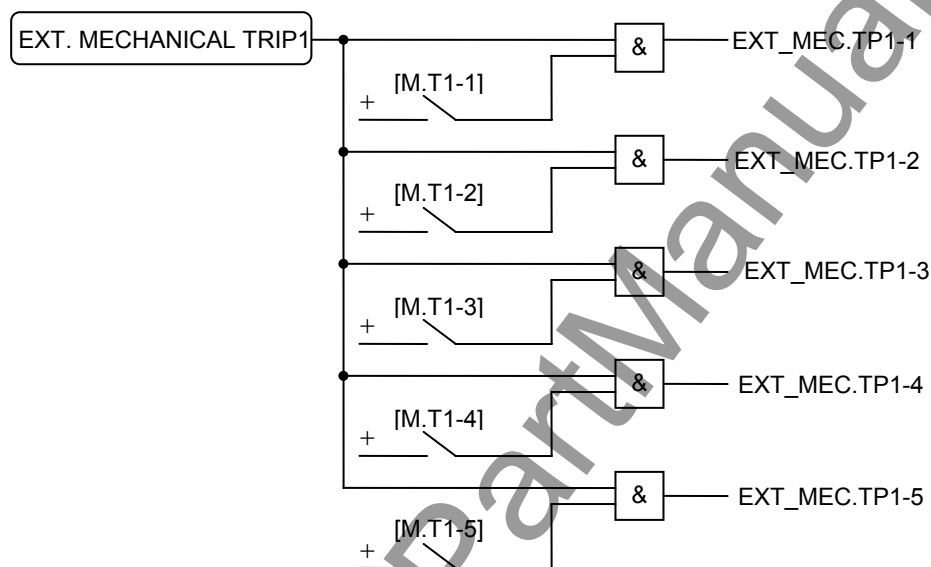 EXT. MECHANICAL TRIP1
& EXT_MEC.TP1-1
[M.T1-1]
+
& EXT_MEC.TP1-2
[M.T1-2]
+
& EXT_MEC.TP1-3
[M.T1-3]
+
& EXT_MEC.TP1-4
[M.T1-4]
+
& EXT_MEC.TP1-5
[M.T1-5]
+
PartManual